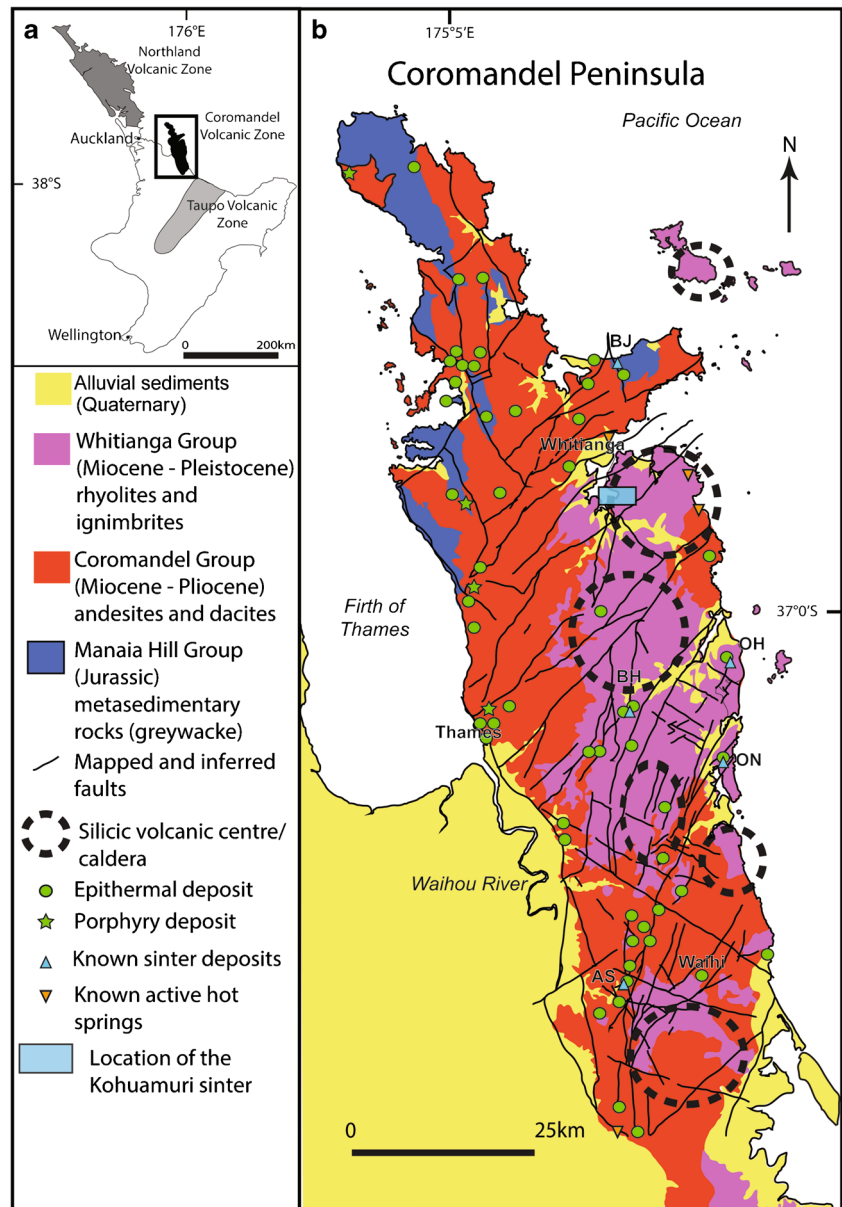 a
176°E
Northland
Volcanic Zone
Coromandel
Volcanic Zone
Auckland
38°S
Taupo Volcanic
Zone
Wellington
0 200km
Alluvial sediments
(Quaternary)
Whitianga Group
(Miocene - Pleistocene)
rhyolites and
ignimbrites
Coromandel Group
(Miocene - Pliocene)
andesites and dacites
Manaia Hill Group
(Jurassic)
metasedimentary
rocks (greywacke)
Mapped and inferred
faults
Silicic volcanic centre/
caldera
Epithermal deposit
Porphyry deposit
Known sinter deposits
Known active hot
springs
Location of the
Kohuamuri sinter
b
175°5'E
Coromandel Peninsula
Pacific Ocean
N
BJ
Whitianga
Firth of
Thames
37°0'S
OH
BH
Thames
ON
Waihou River
Waihi
AS
0 25km